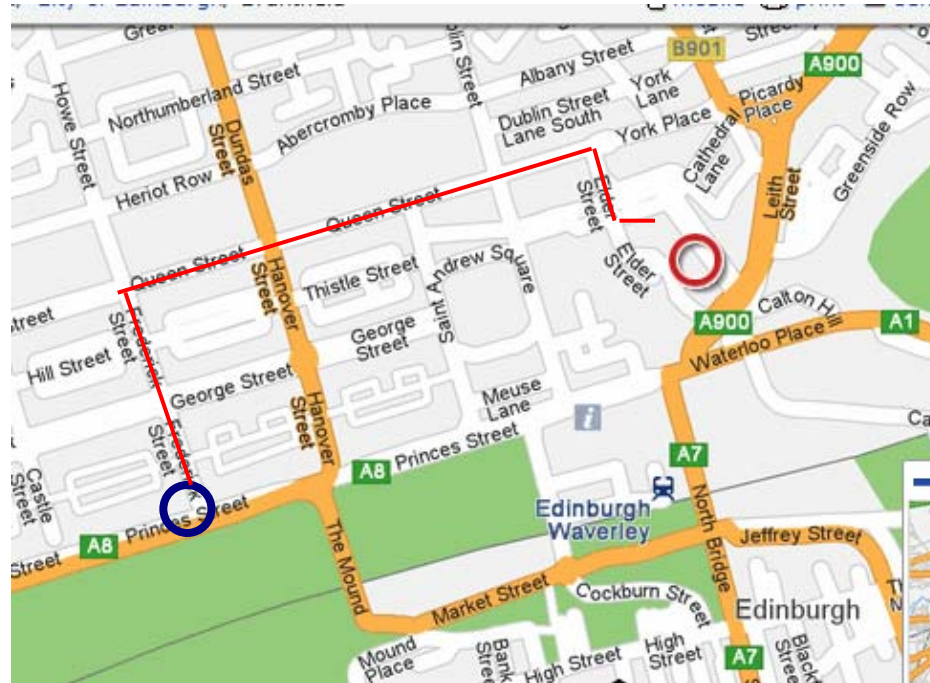 City of Edinburgh,
print
Great
Howe Street
Northumberland Street
Dundas
Street
Abercromby Place
Heriot Row
Albany Street
York
Lane
Dublin Street
Lane South
York Place
B901
A900
Picardy
Place
Cathedral
Lane
Greenside Row
Leith
Street
Queen Street
Queen Street
Elder
Street
Elder
Street
Hanover
Street
Thistle Street
Saint Andrew Square
George
Street
Frederick
Street
Hill Street
George Street
Hanover
Street
Meuse
Lane
i
A900
Calton Hill
A1
Waterloo Place
Frederick
Street
Castle
Street
A8
Princes Street
A7
Princes Street
A8
Street
Edinburgh
Waverley
North Bridge
The Mound
Jeffrey Street
Market Street
Cockburn Street
Edinburgh
Mound
Place
Bank
Street
High Street
High
Street
A7